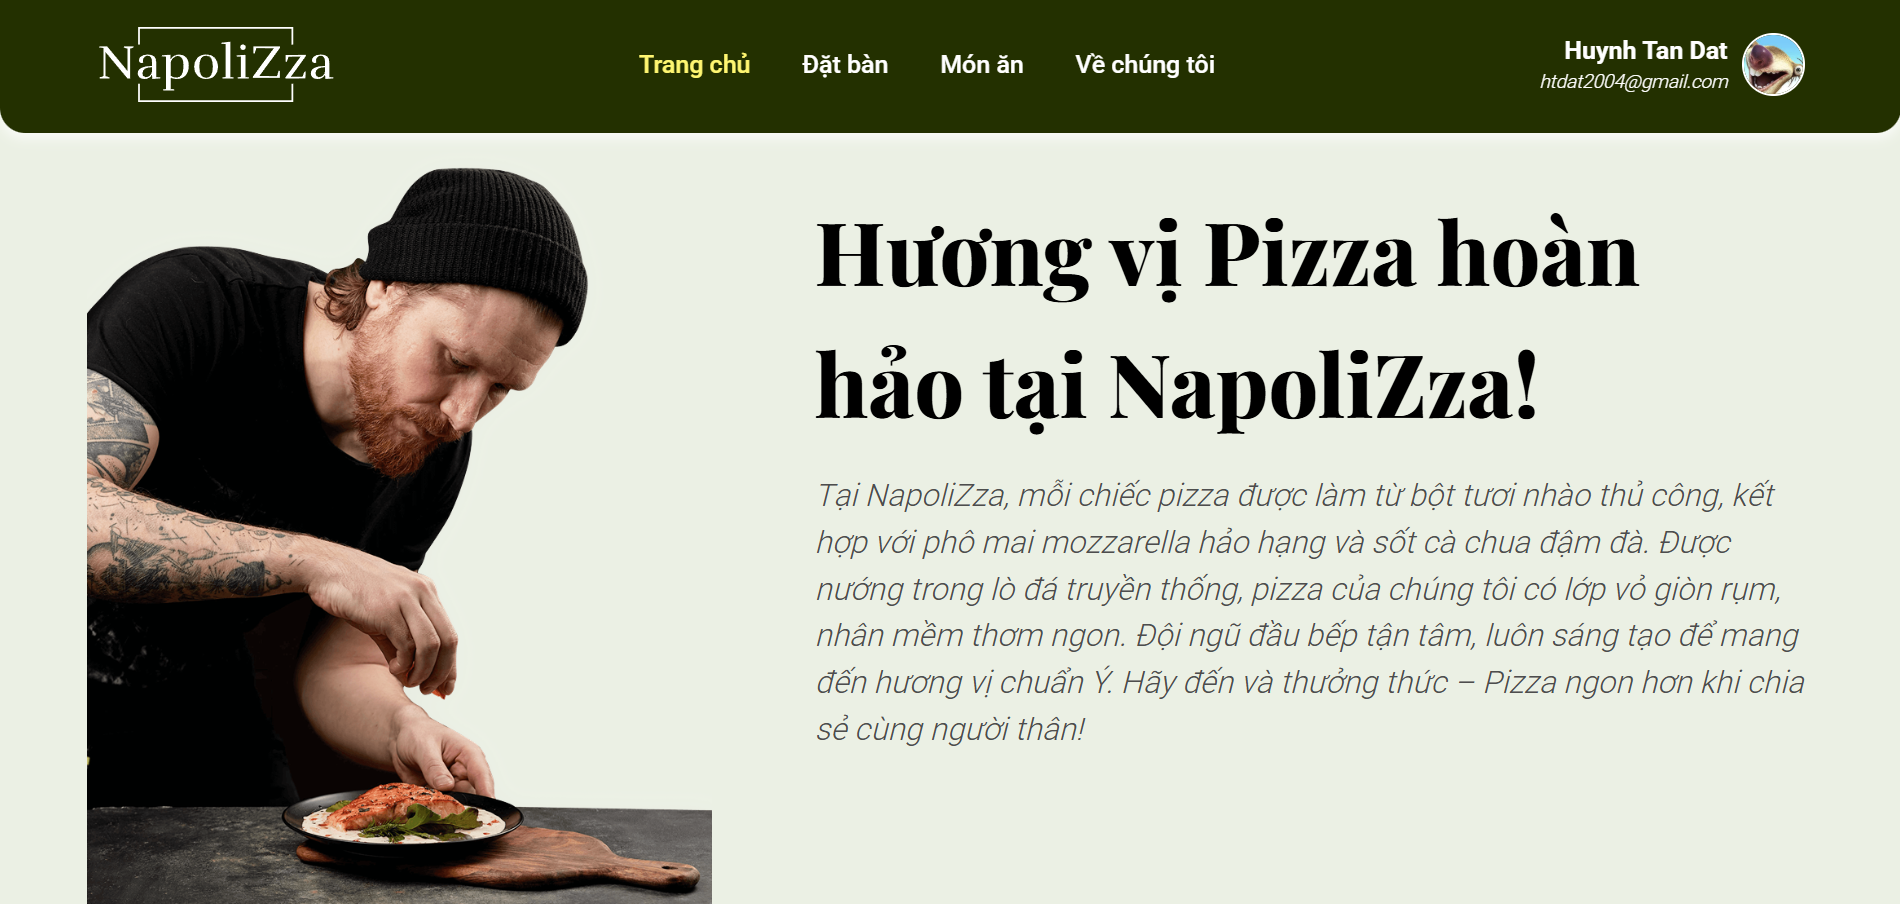 NapoliZza
Trang chủ
Đặt bàn
Món ăn
Về chúng tôi
Huynh Tan Dat
htdat2004@gmail.com
Hương vị Pizza hoàn
hảo tại NapoliZza!
Tại NapoliZza, mỗi chiếc pizza được làm từ bột tươi nhào thủ công, kết
hợp với phô mai mozzarella hảo hạng và sốt cà chua đậm đà. Được
nướng trong lò đá truyền thống, pizza của chúng tôi có lớp vỏ giòn rụm,
nhân mềm thơm ngon. Đội ngũ đầu bếp tận tâm, luôn sáng tạo để mang
đến hương vị chuẩn Ý. Hãy đến và thưởng thức – Pizza ngon hơn khi chia
sẻ cùng người thân!